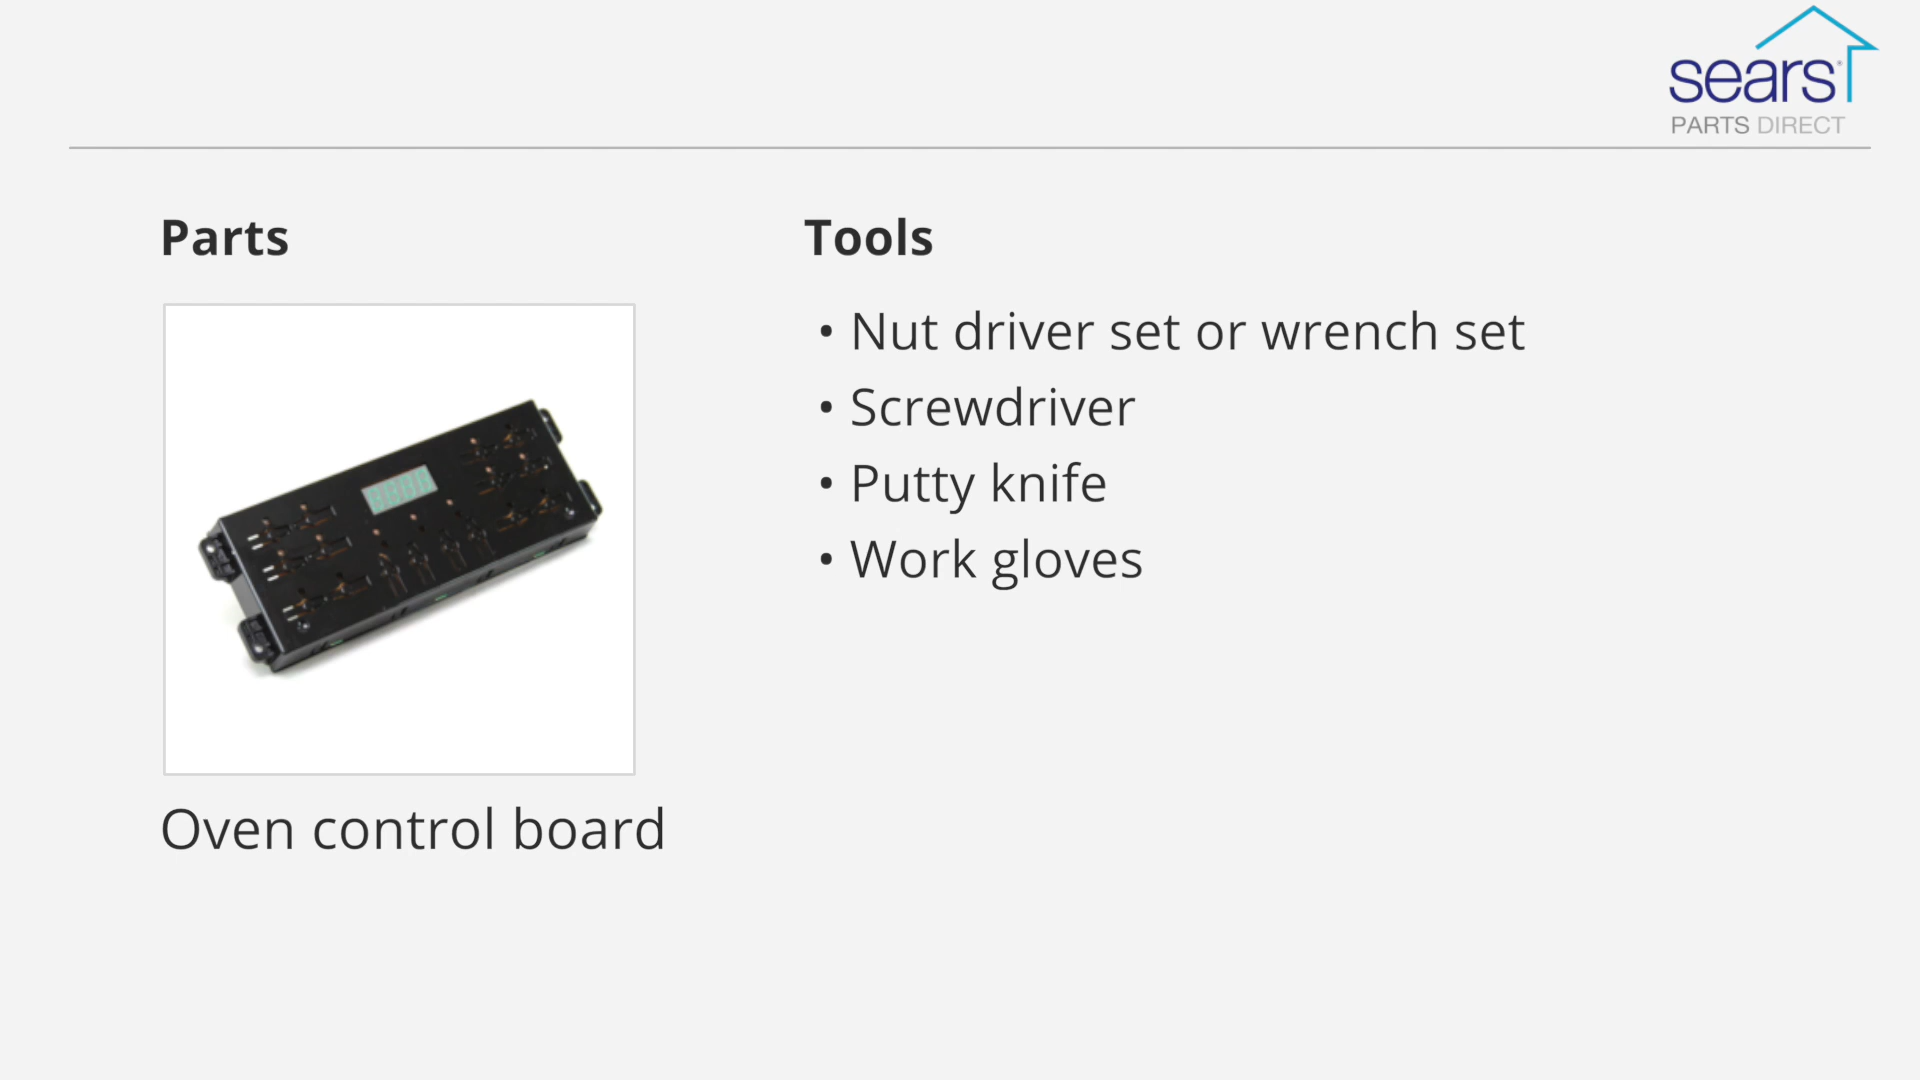 sears
PARTS DIRECT
Parts
Tools
• Nut driver set or wrench set
• Screwdriver
• Putty knife
• Work gloves
Oven control board